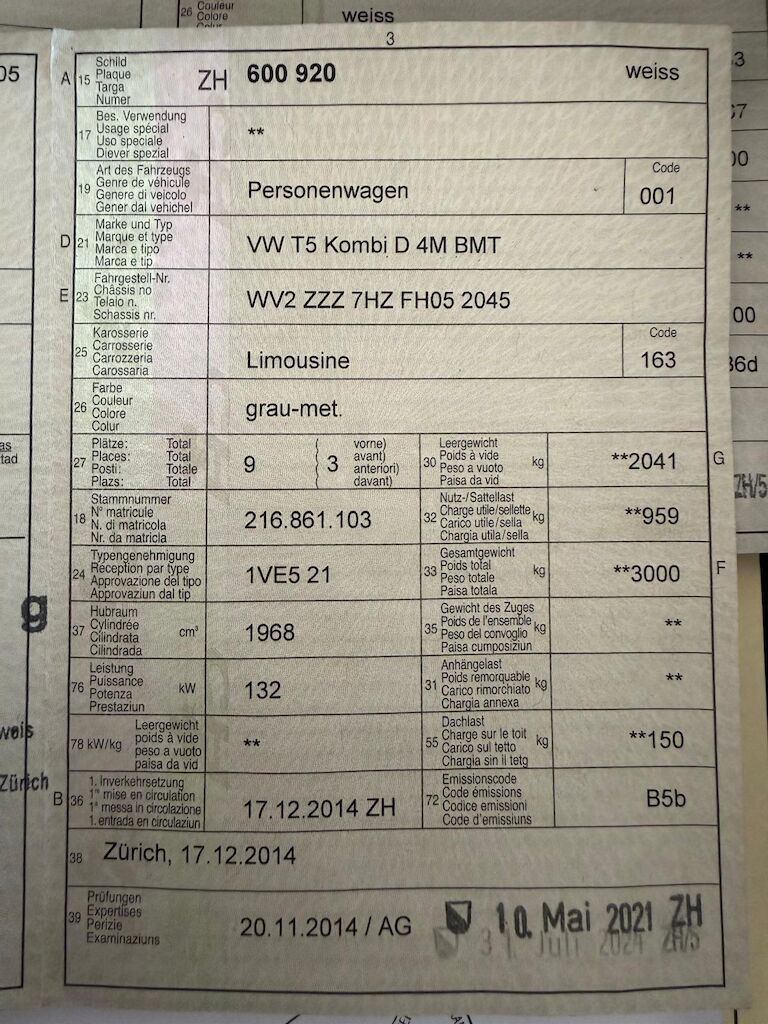 26 Couleur
Colore
weiss
3
A 15 Schild
Plaque
Targa
Numer
ZH 600 920 weiss
17 Bes. Verwendung
Usage spécial
Uso speciale
Diever spezial
**
19 Art des Fahrzeugs
Genre de véhicule
Genere di veicolo
Gener dal vehichel
Personenwagen
Code
001
D 21 Marke und Typ
Marque et type
Marca e tipo
Marca e tip
VW T5 Kombi D 4M BMT
E 23 Fahrgestell-Nr.
Châssis no
Telaio n.
Schassis nr.
WV2 ZZZ 7HZ FH05 2045
25 Karosserie
Carrosserie
Carrozzeria
Carossaria
Limousine
Code
163
26 Farbe
Couleur
Colore
Colur
grau-met.
27 Plätze: Total
Places: Total
Posti: Totale
Plazs: Total
9 3 vorne)
avant)
anteriori)
davant)
30 Leergewicht
Poids à vide
Peso a vuoto
Paisa da vid
kg **2041 G
18 Stammnummer
N° matricule
N. di matricola
Nr. da matricla
216.861.103
32 Nutz-/Sattellast
Charge utile/sellette
Carico utile/sella
Chargia utila/sella
kg **959
24 Typengenehmigung
Réception par type
Approvazione del tipo
Approvaziun dal tip
1VE5 21
33 Gesamtgewicht
Poids total
Peso totale
Paisa totala
kg **3000 F
37 Hubraum
Cylindrée
Cilindrata
Cilindrada
cm³ 1968
35 Gewicht des Zuges
Poids de l'ensemble
Peso del convoglio
Paisa cumposiziun
kg **
76 Leistung
Puissance
Potenza
Prestaziun
kW 132
31 Anhängelast
Poids remorquable
Carico rimorchiato
Chargia annexa
kg **
78 kW/kg Leergewicht
poids à vide
peso a vuoto
paisa da vid
**
55 Dachlast
Charge sur le toit
Carico sul tetto
Chargia sin il tetg
kg **150
B 36 1. Inverkehrsetzung
1re mise en circulation
1a messa in circolazione
1. entrada en circulaziun
17.12.2014 ZH
72 Emissionscode
Code émissions
Codice emissioni
Code d'emissiuns
B5b
38 Zürich, 17.12.2014
39 Prüfungen
Expertises
Perizie
Examinaziuns
20.11.2014 / AG
10. Mai 2021 ZH
31. Juli 2024 ZH/5
05
g
weis
Zürich
**
**
00
36d
ZH/5